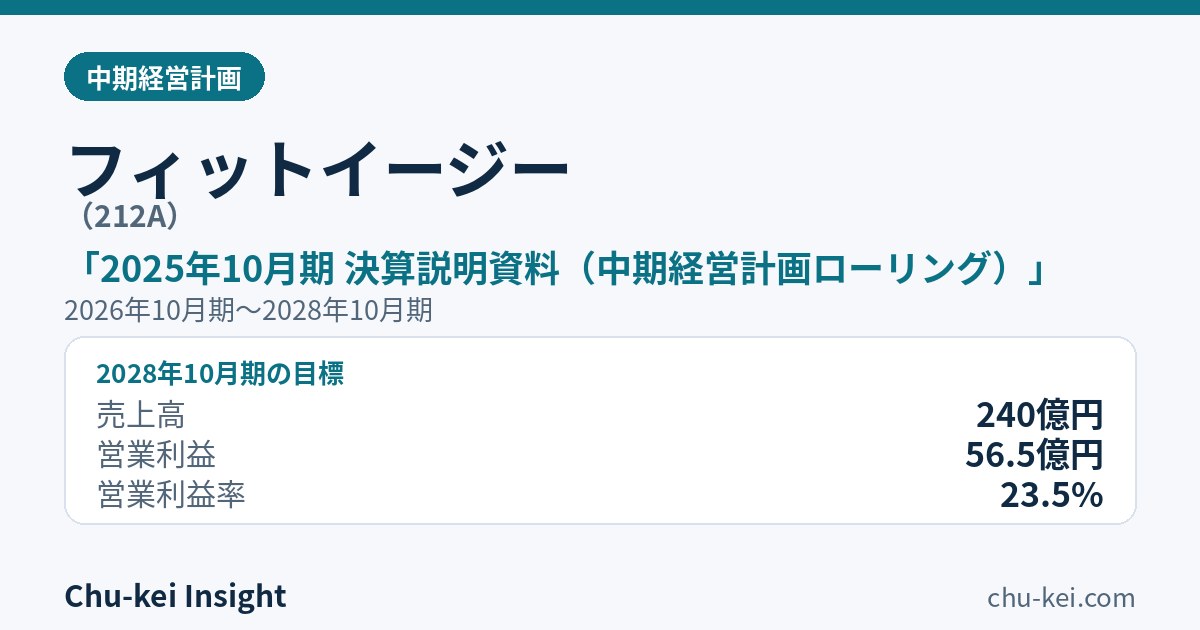 中期経営計画
フィットイージー
（212A）
「2025年10月期 決算説明資料（中期経営計画ローリング）」
2026年10月期～2028年10月期
2028年10月期の目標
売上高 240億円
営業利益 56.5億円
営業利益率 23.5%
Chu-kei Insight chu-kei.com